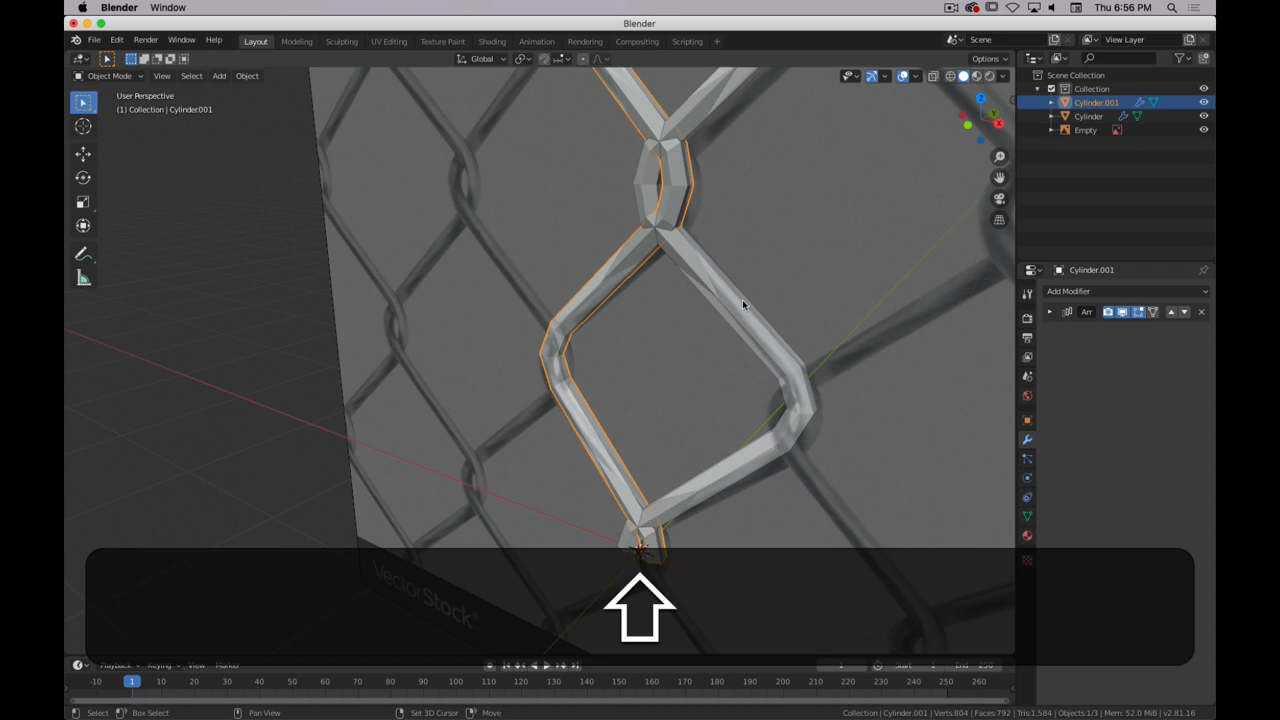 Blender Window Thu 6:56 PM
Blender
File Edit Render Window Help Layout Modeling Sculpting UV Editing Texture Paint Shading Animation Rendering Compositing Scripting + Scene View Layer
Global Options
Object Mode View Select Add Object
User Perspective
(1) Collection | Cylinder.001
Scene Collection
Collection
Cylinder.001
Cylinder
Empty
Cylinder.001
Add Modifier
Arr
VectorStock
Playback Keying View Marker 1 Start 1 End 250
-10 1 10 20 30 40 50 60 70 80 90 100 110 120 130 140 150 160 170 180 190 200 210 220 230 240 250 260
Select Box Select Pan View Set 3D Cursor Move Collection | Cylinder.001 | Verts:804 | Faces:792 | Tris:1,584 | Objects:1/3 | Mem: 52.0 MiB | v2.81.16